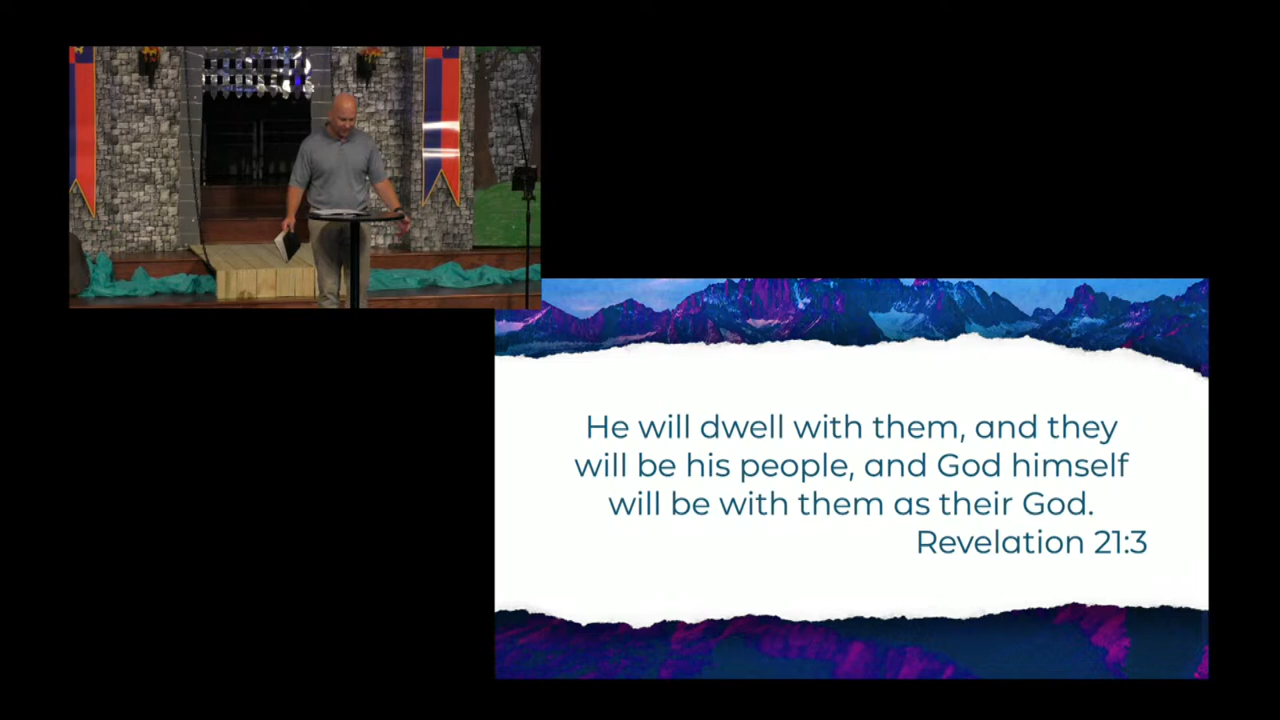 He will dwell with them, and they
will be his people, and God himself
will be with them as their God.
Revelation 21:3